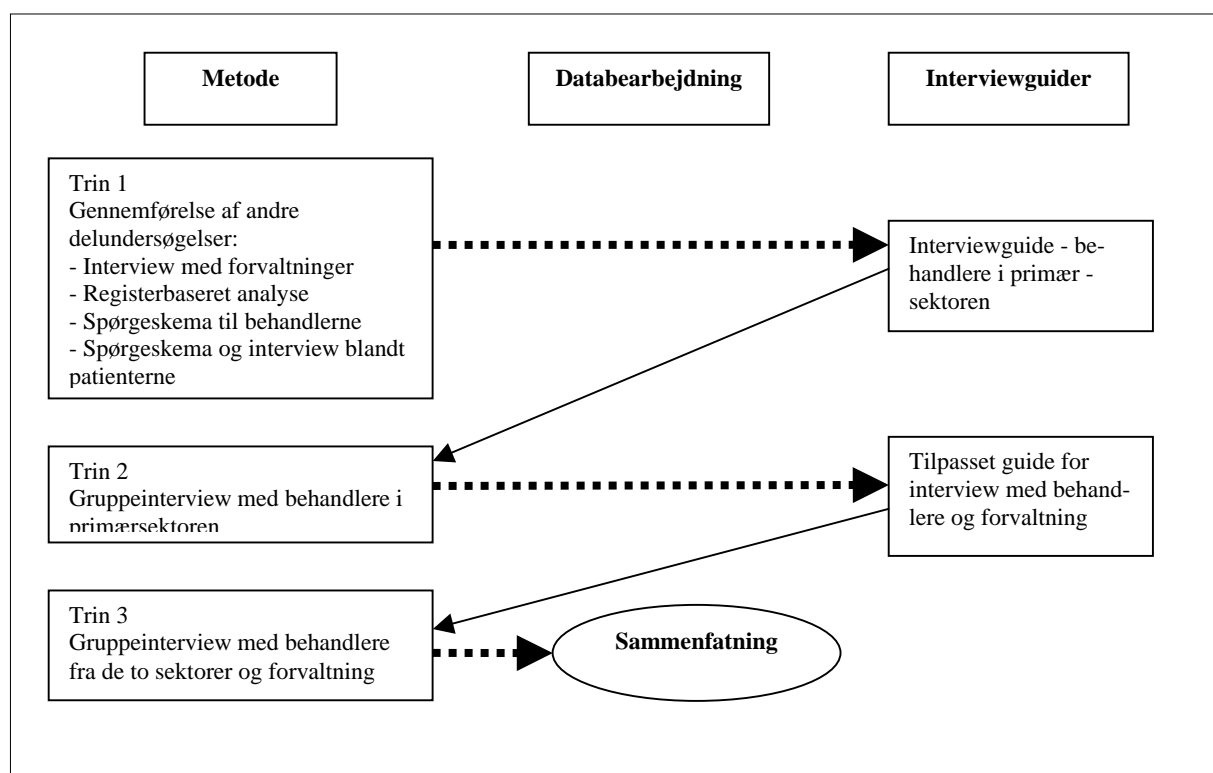 Metode
Databearbejdning
Interviewguider
Trin 1
Gennemførelse af andre
delundersøgelser:
- Interview med forvaltninger
- Registerbaseret analyse
- Spørgeskema til behandlerne
- Spørgeskema og interview blandt
patienterne
Interviewguide - be-
handlere i primær -
sektoren
Trin 2
Gruppeinterview med behandlere i
primærsektoren
Tilpasset guide for
interview med behand-
lere og forvaltning
Trin 3
Gruppeinterview med behandlere
fra de to sektorer og forvaltning
Sammenfatning